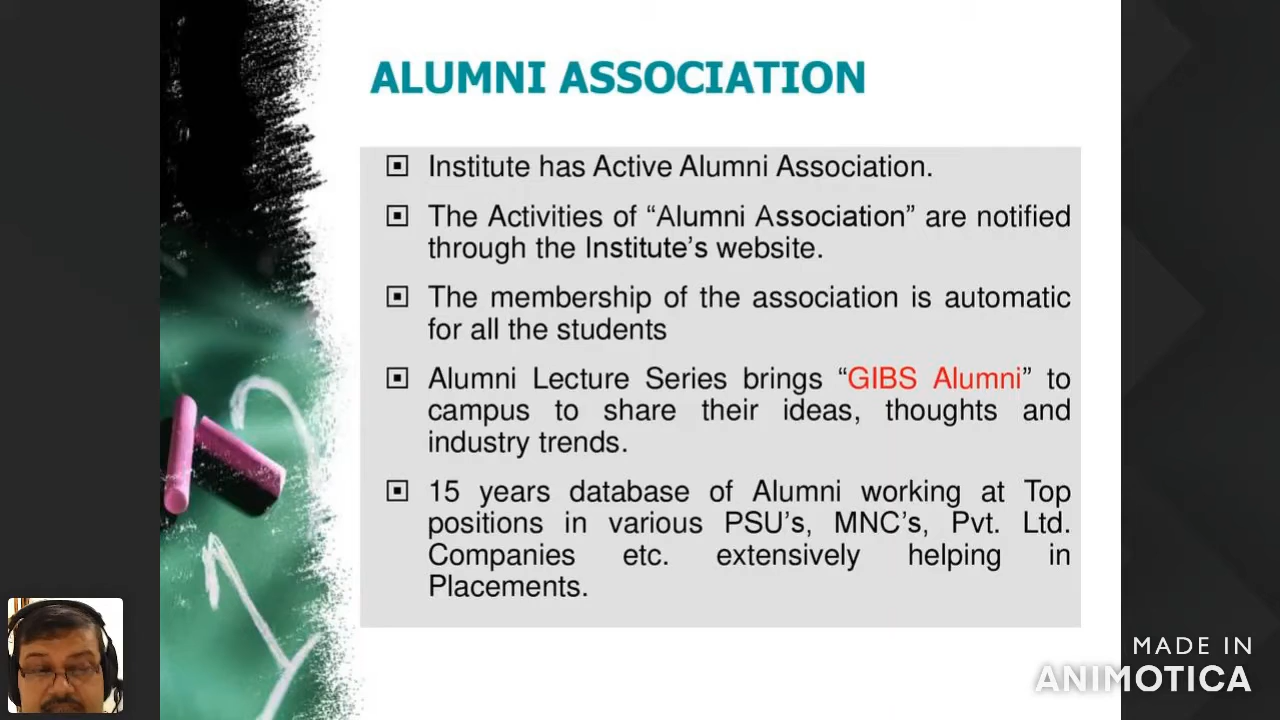 ALUMNI ASSOCIATION
Institute has Active Alumni Association.
The Activities of “Alumni Association” are notified
through the Institute’s website.
The membership of the association is automatic
for all the students
Alumni Lecture Series brings “GIBS Alumni” to
campus to share their ideas, thoughts and
industry trends.
15 years database of Alumni working at Top
positions in various PSU’s, MNC’s, Pvt. Ltd.
Companies etc. extensively helping in
Placements.
MADE IN
ANIMOTICA